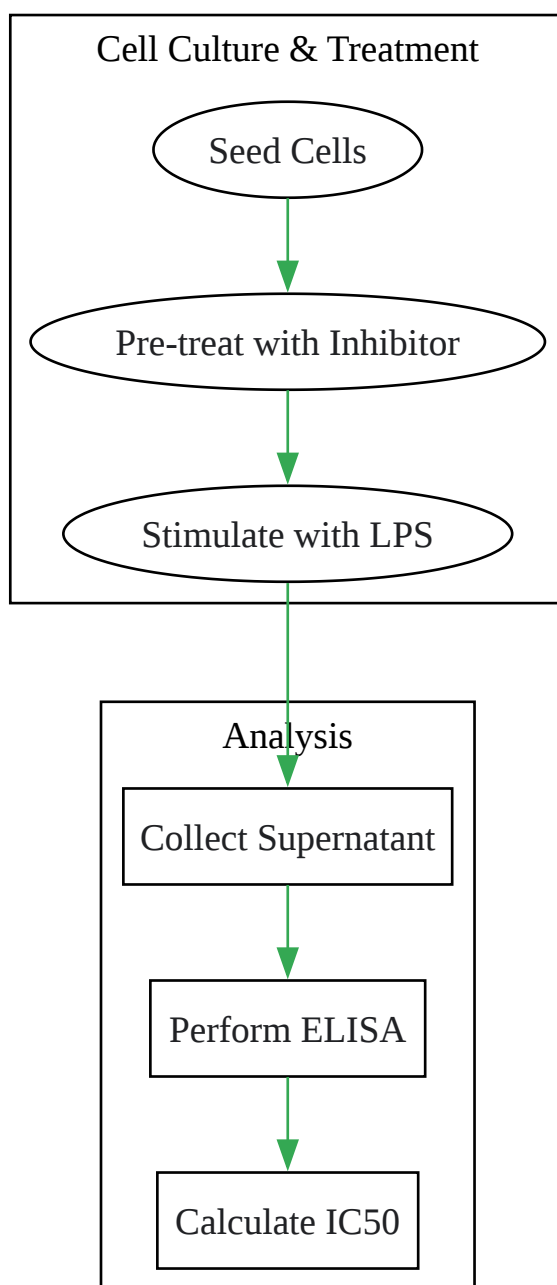 Cell Culture & Treatment
Seed Cells
Pre-treat with Inhibitor
Stimulate with LPS
Analysis
Collect Supernatant
Perform ELISA
Calculate IC50